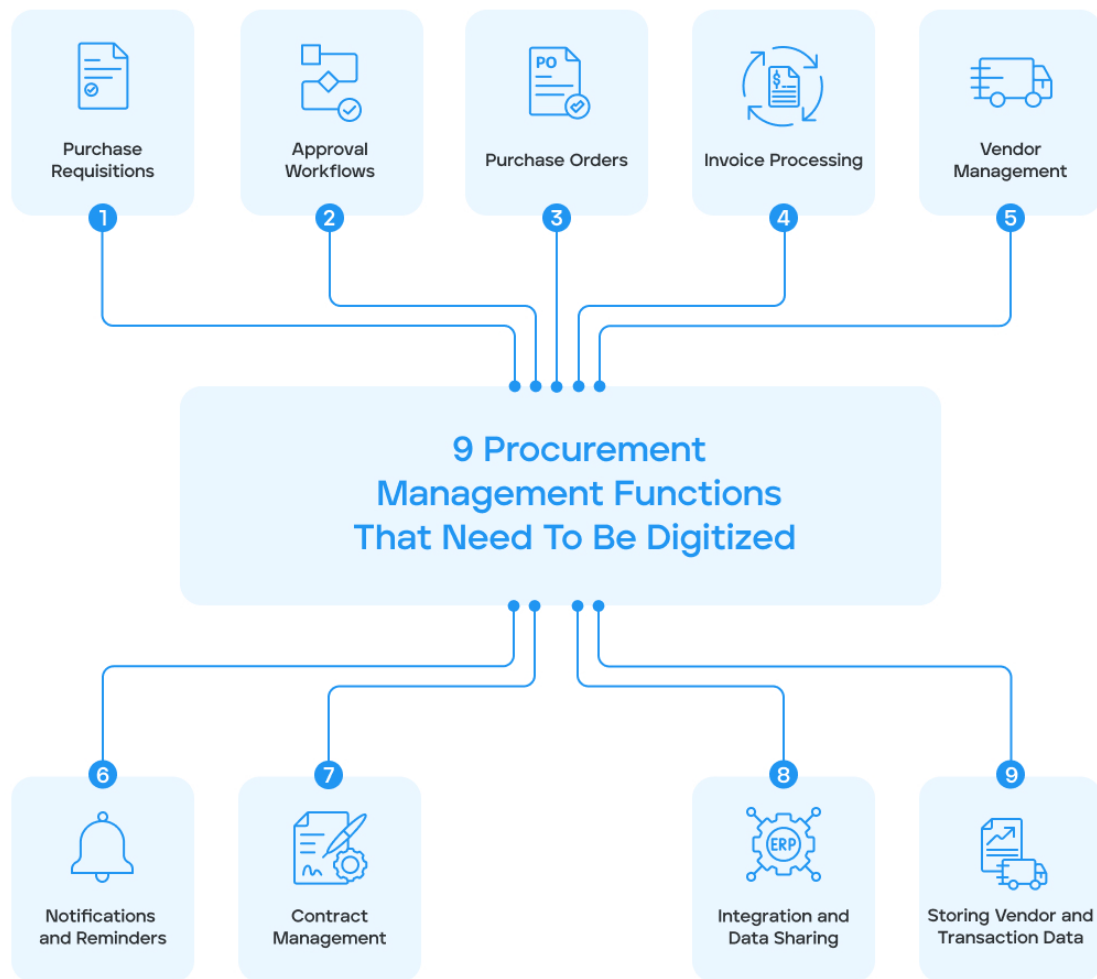 Purchase
Requisitions
Approval
Workflows
PO
Purchase Orders
$
Invoice Processing
Vendor
Management
1
2
3
4
5
9 Procurement
Management Functions
That Need To Be Digitized
6
7
8
9
Notifications
and Reminders
Contract
Management
ERP
Integration and
Data Sharing
Storing Vendor and
Transaction Data